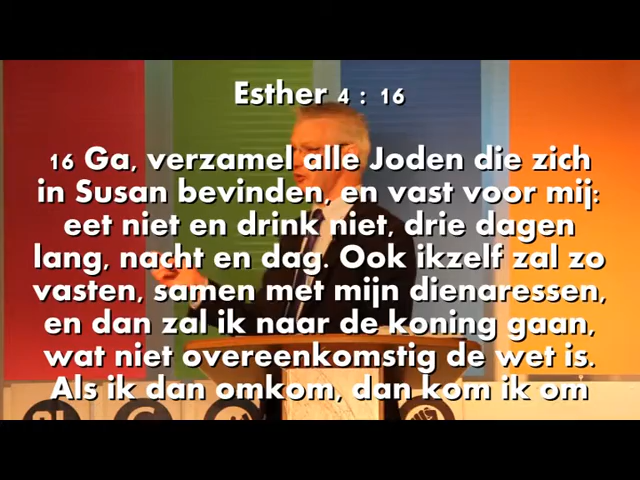 Esther 4 : 16
16 Ga, verzamel alle Joden die zich
in Susan bevinden, en vast voor mij:
eet niet en drink niet, drie dagen
lang, nacht en dag. Ook ikzelf zal zo
vasten, samen met mijn dienaressen,
en dan zal ik naar de koning gaan,
wat niet overeenkomstig de wet is.
Als ik dan omkom, dan kom ik om